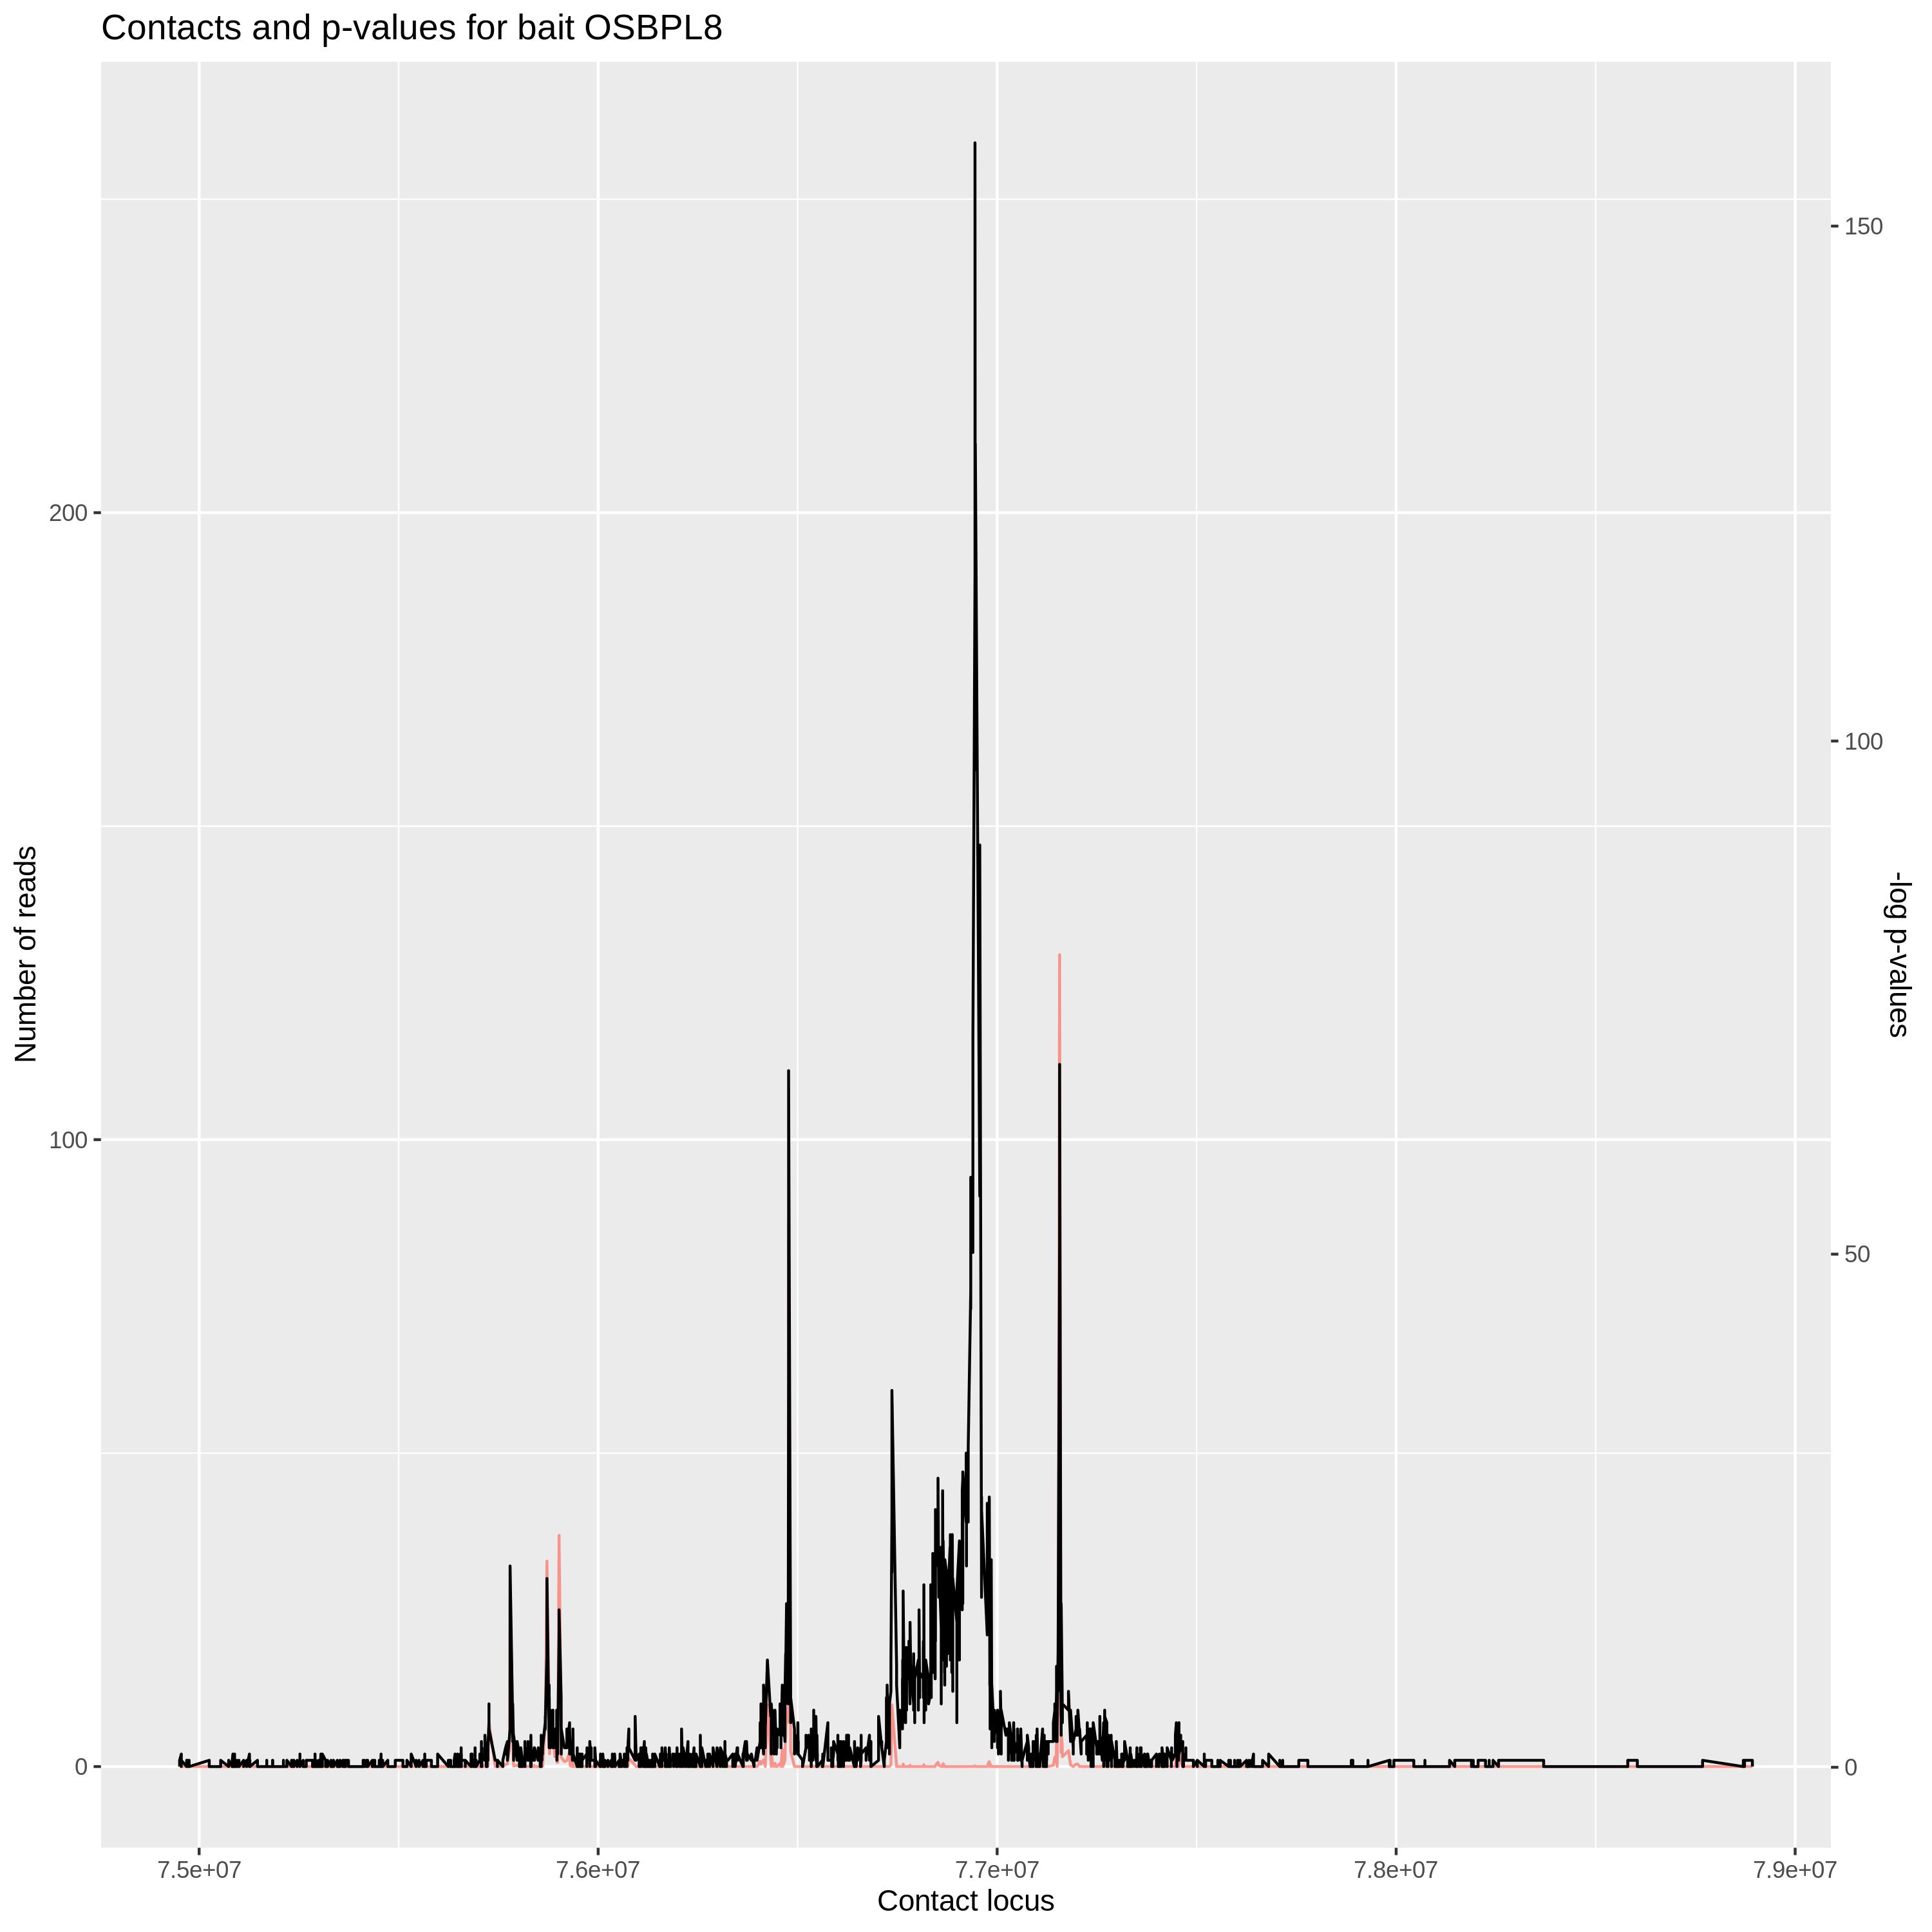 Contacts and p-values for bait OSBPL8
150
200
100
Number of reads
-log p-values
100
50
0
0
7.5e+07 7.6e+07 7.7e+07 7.8e+07 7.9e+07
Contact locus